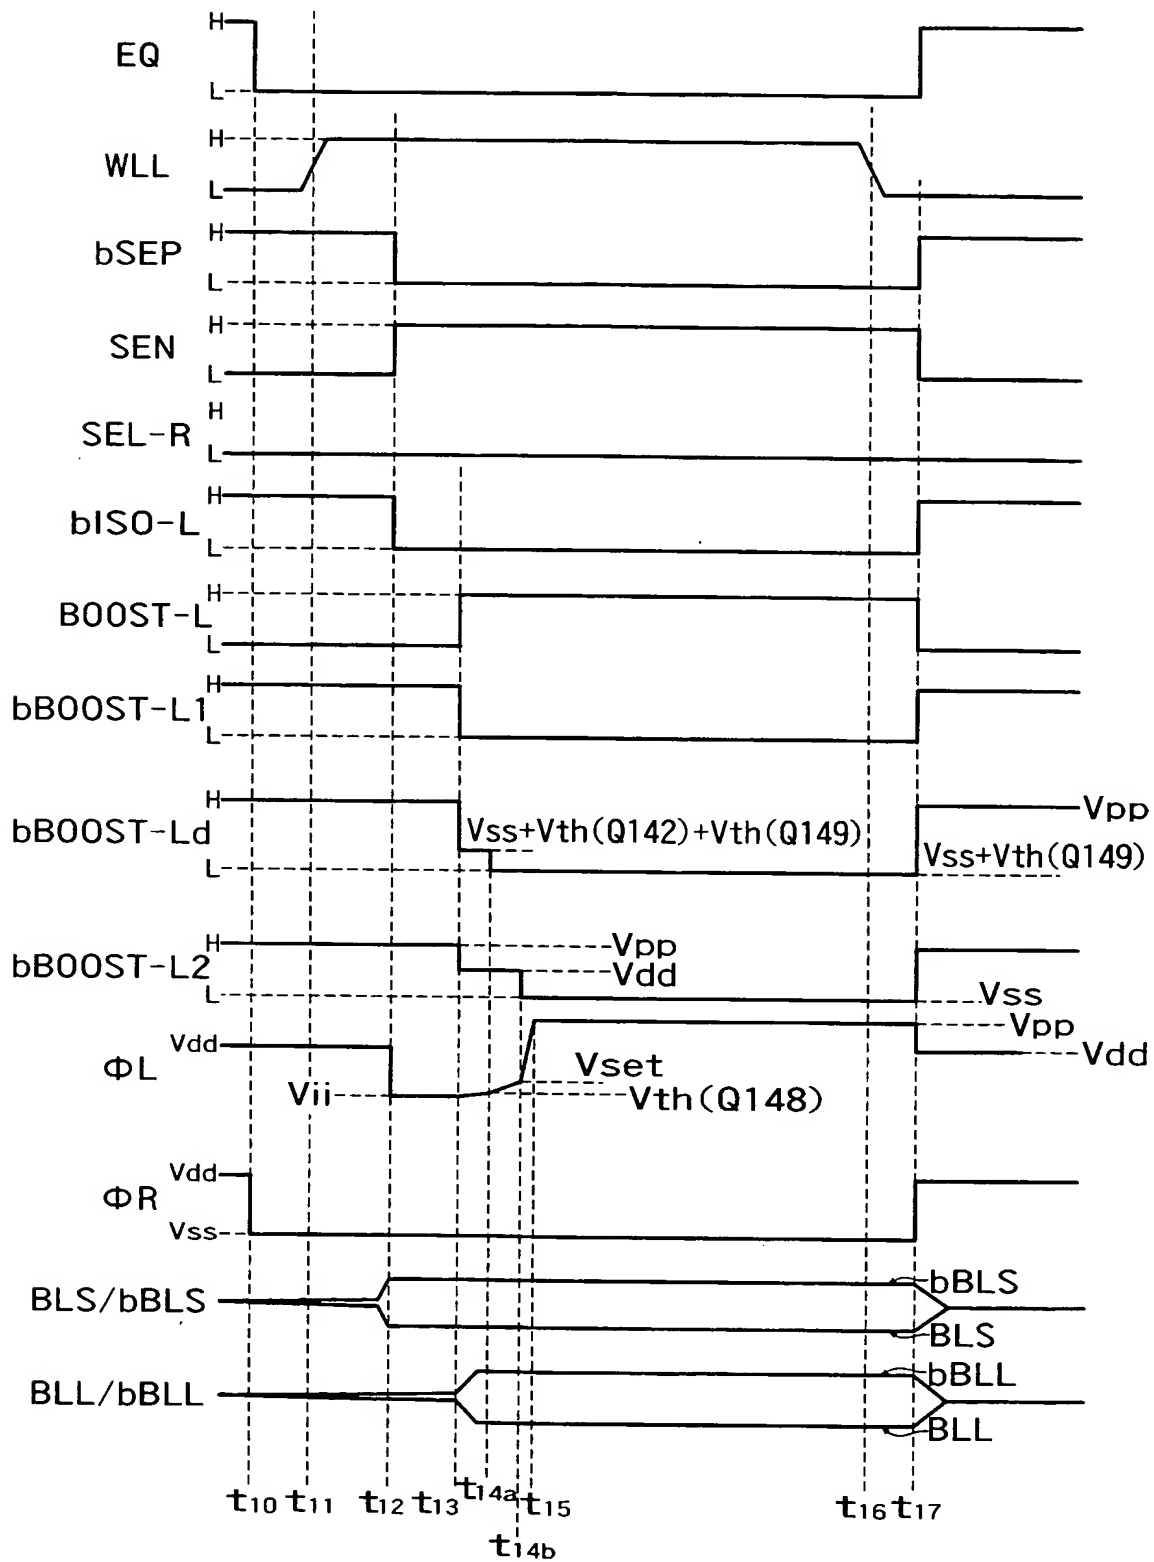 H
EQ
L
H
WLL
L
H
bSEP
L
H
SEN
L
H
SEL-R
L
H
bISO-L
L
H
BOOST-L
L
H
bBOOST-L1
L
H
bBOOST-Ld
L
Vss+Vth(Q142)+Vth(Q149)
Vpp
Vss+Vth(Q149)
H
bBOOST-L2
L
Vpp
Vdd
Vss
Vdd
ΦL
Vii
Vset
Vth(Q148)
Vpp
Vdd
Vdd
ΦR
Vss
BLS/bBLS
bBLS
BLS
BLL/bBLL
bBLL
BLL
t10 t11 t12 t13 t14a t15 t16 t17
t14b